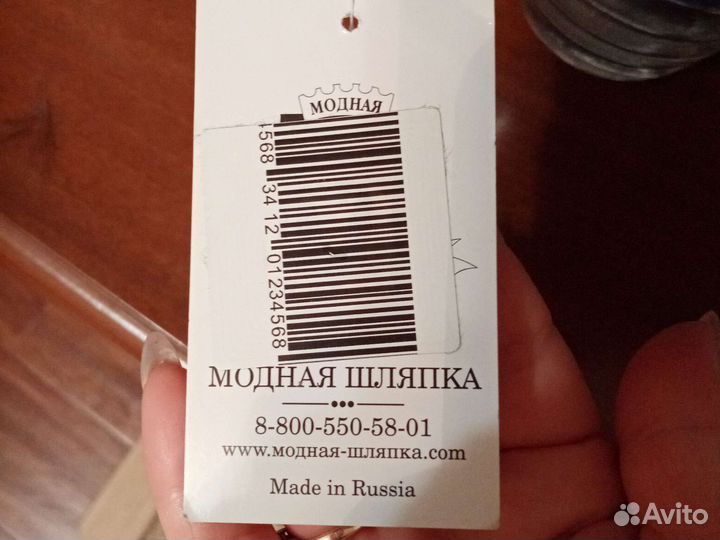 МОДНАЯ
4568 34 12 01234568
МОДНАЯ ШЛЯПКА
8-800-550-58-01
www.модная-шляпка.com
Made in Russia
Avito